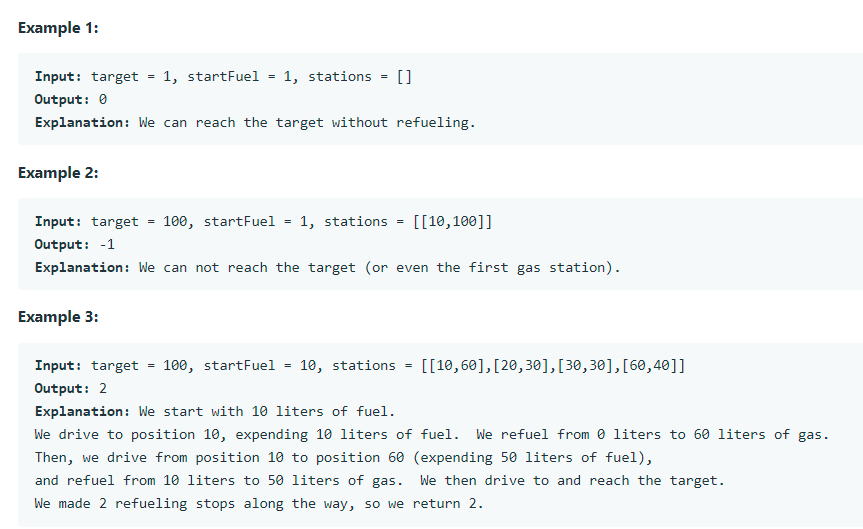 Example 1:
Input: target = 1, startFuel = 1, stations = []
Output: 0
Explanation: We can reach the target without refueling.
Example 2:
Input: target = 100, startFuel = 1, stations = [[10,100]]
Output: -1
Explanation: We can not reach the target (or even the first gas station).
Example 3:
Input: target = 100, startFuel = 10, stations = [[10,60],[20,30],[30,30],[60,40]]
Output: 2
Explanation: We start with 10 liters of fuel.
We drive to position 10, expending 10 liters of fuel.  We refuel from 0 liters to 60 liters of gas.
Then, we drive from position 10 to position 60 (expending 50 liters of fuel),
and refuel from 10 liters to 50 liters of gas.  We then drive to and reach the target.
We made 2 refueling stops along the way, so we return 2.